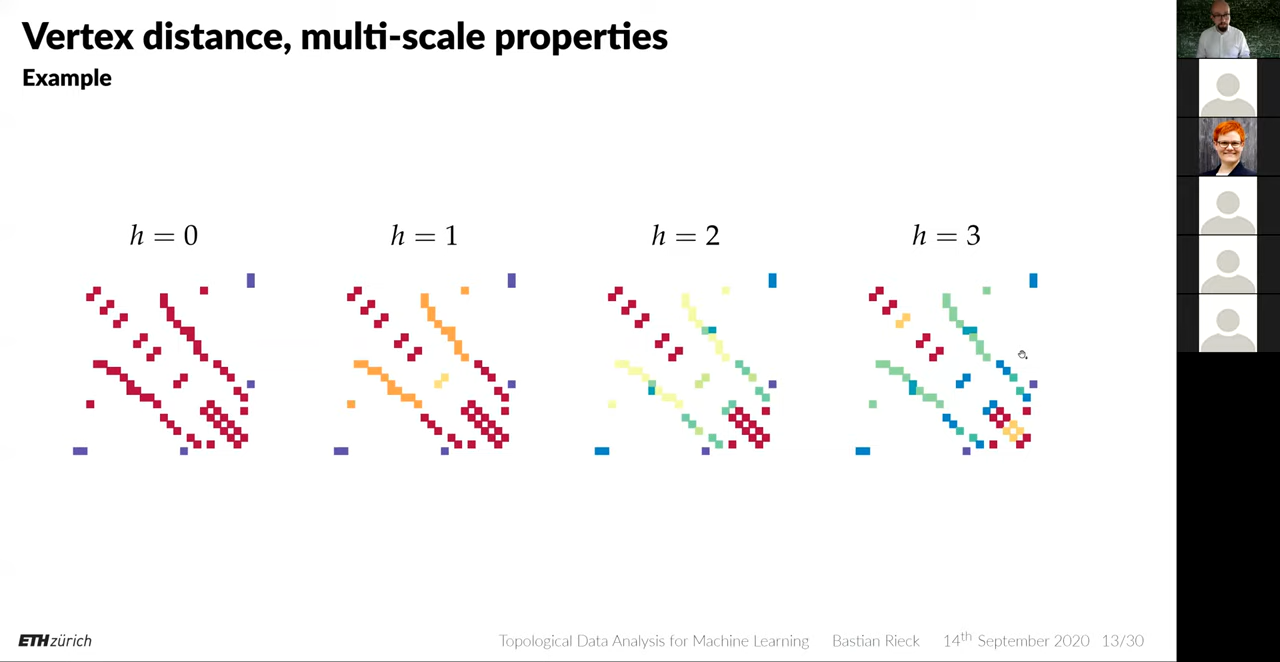 Vertex distance, multi-scale properties
Example
h = 0 h = 1 h = 2 h = 3
ETH zürich Topological Data Analysis for Machine Learning Bastian Rieck 14th September 2020 13/30